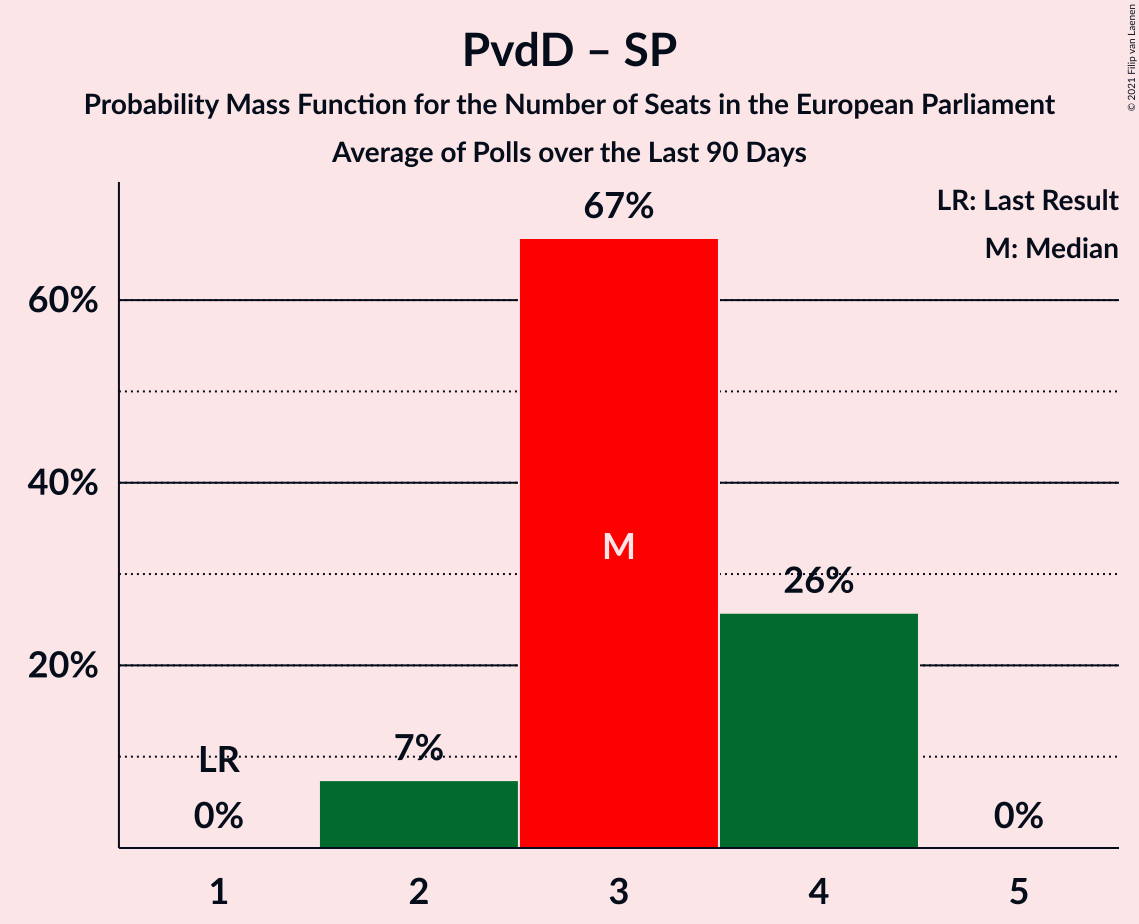 PvdD – SP
Probability Mass Function for the Number of Seats in the European Parliament
Average of Polls over the Last 90 Days
© 2021 Filip van Laenen
LR: Last Result
M: Median
67%
60%
40%
M
26%
20%
LR
7%
0%
0%
1
2
3
4
5